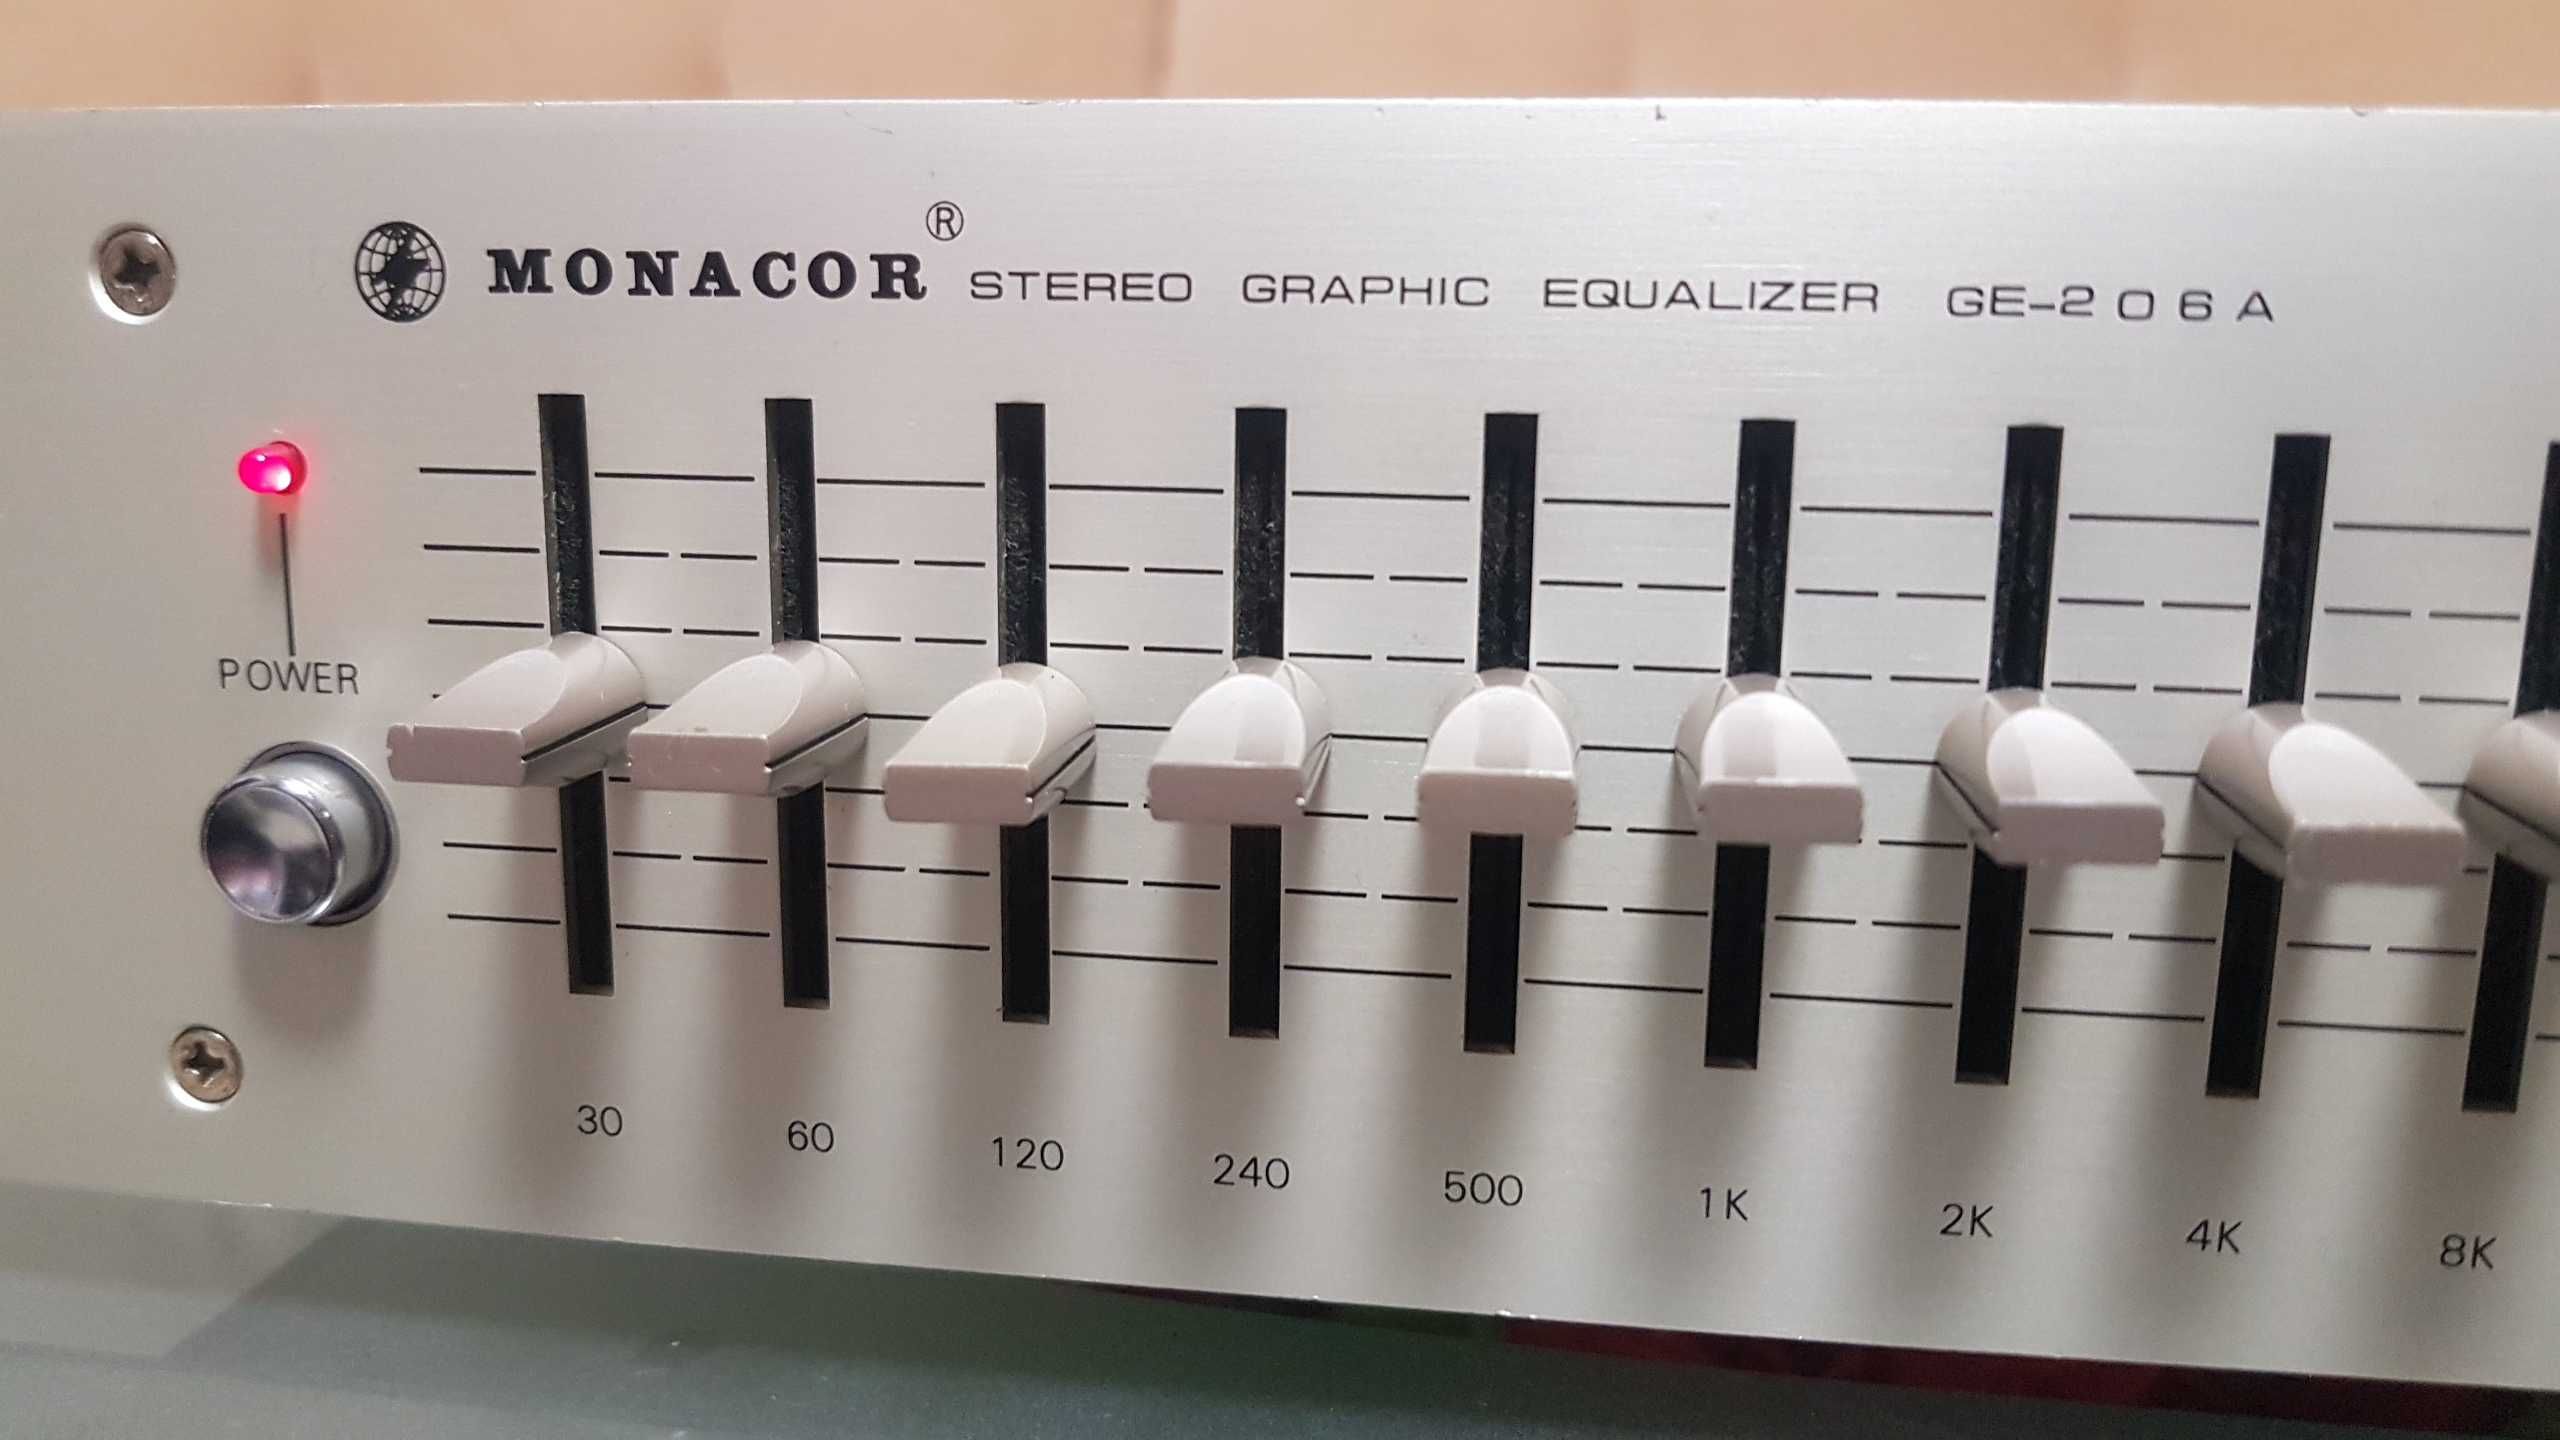 MONACOR® STEREO GRAPHIC EQUALIZER GE-206A
POWER
30 60 120 240 500 1K 2K 4K 8K